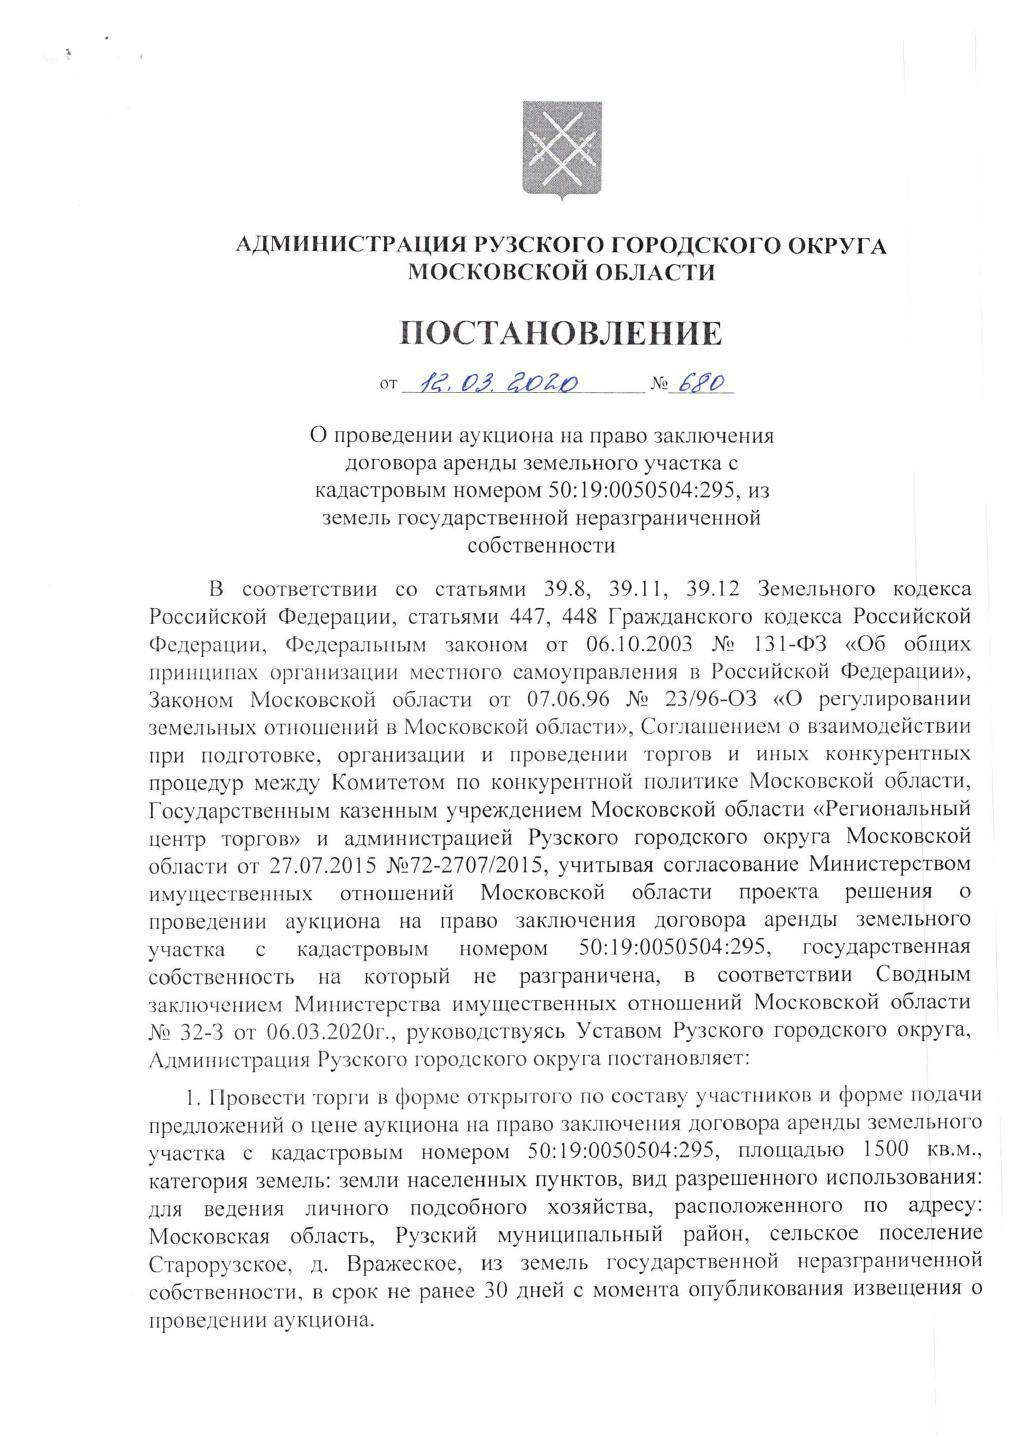 АДМИНИСТРАЦИЯ РУЗСКОГО ГОРОДСКОГО ОКРУГА
МОСКОВСКОЙ ОБЛАСТИ
ПОСТАНОВЛЕНИЕ
от 12.03.2020 № 680
О проведении аукциона на право заключения
договора аренды земельного участка с
кадастровым номером 50:19:0050504:295, из
земель государственной неразграниченной
собственности
В соответствии со статьями 39.8, 39.11, 39.12 Земельного кодекса
Российской Федерации, статьями 447, 448 Гражданского кодекса Российской
Федерации, Федеральным законом от 06.10.2003 № 131-ФЗ «Об общих
принципах организации местного самоуправления в Российской Федерации»,
Законом Московской области от 07.06.96 № 23/96-ОЗ «О регулировании
земельных отношений в Московской области», Соглашением о взаимодействии
при подготовке, организации и проведении торгов и иных конкурентных
процедур между Комитетом по конкурентной политике Московской области,
Государственным казенным учреждением Московской области «Региональный
центр торгов» и администрацией Рузского городского округа Московской
области от 27.07.2015 №72-2707/2015, учитывая согласование Министерством
имущественных отношений Московской области проекта решения о
проведении аукциона на право заключения договора аренды земельного
участка с кадастровым номером 50:19:0050504:295, государственная
собственность на который не разграничена, в соответствии Сводным
заключением Министерства имущественных отношений Московской области
№ 32-З от 06.03.2020г., руководствуясь Уставом Рузского городского округа,
Администрация Рузского городского округа постановляет:
1. Провести торги в форме открытого по составу участников и форме подачи
предложений о цене аукциона на право заключения договора аренды земельного
участка с кадастровым номером 50:19:0050504:295, площадью 1500 кв.м.,
категория земель: земли населенных пунктов, вид разрешенного использования:
для ведения личного подсобного хозяйства, расположенного по адресу:
Московская область, Рузский муниципальный район, сельское поселение
Старорузское, д. Вражеское, из земель государственной неразграниченной
собственности, в срок не ранее 30 дней с момента опубликования извещения о
проведении аукциона.